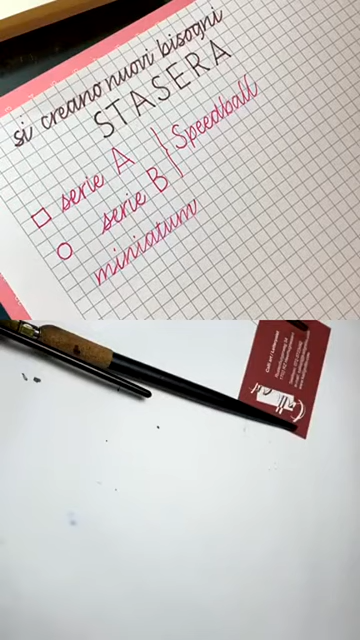 si creano nuovi bisogni
STASERA
serie A
serie B
Speedball
miniatum